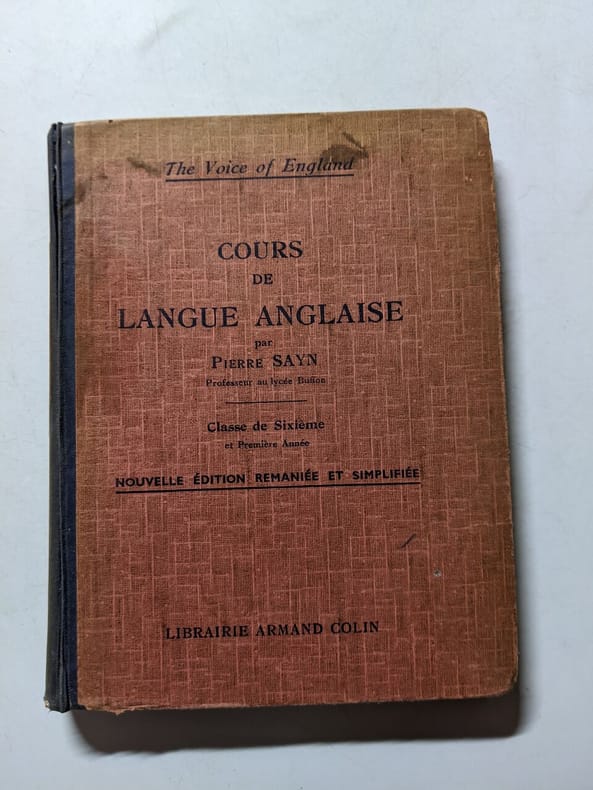 The Voice of England
COURS
DE
LANGUE ANGLAISE
par
PIERRE SAYN
Professeur au lycée Buffon
Classe de Sixième
et Première Année
NOUVELLE ÉDITION REMANIÉE ET SIMPLIFIÉE
LIBRAIRIE ARMAND COLIN